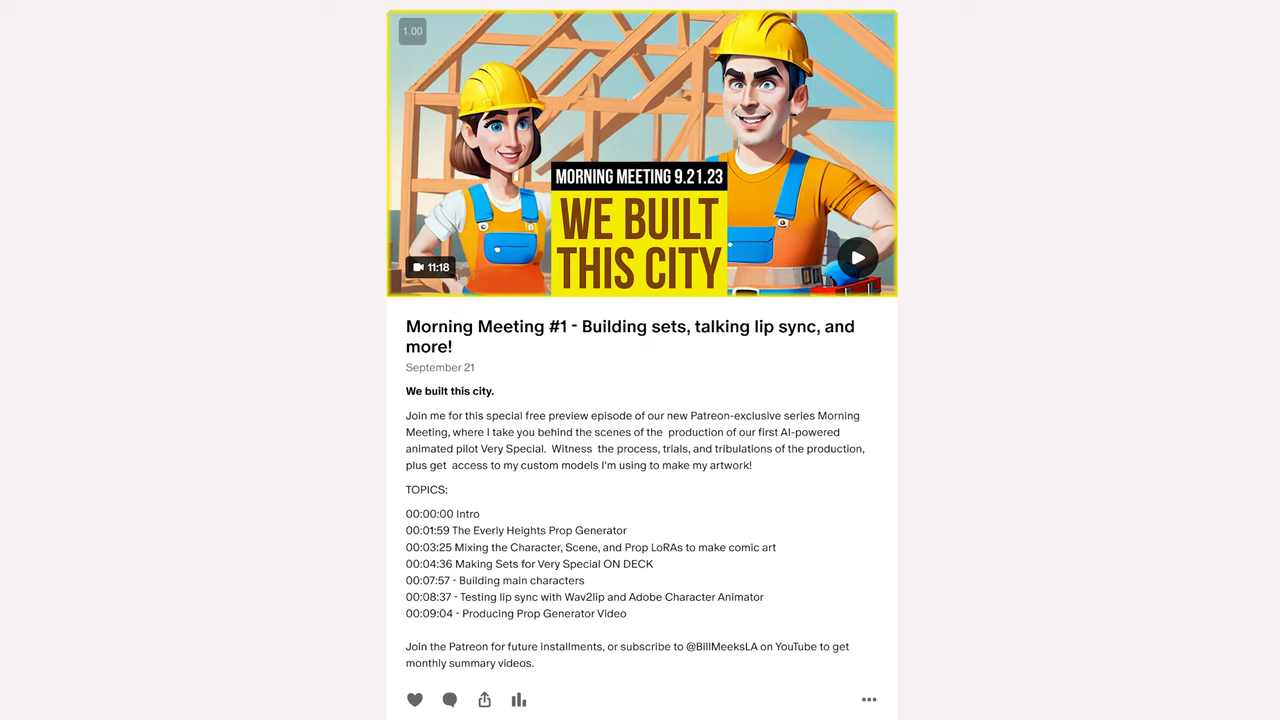 1.00
MORNING MEETING 9.21.23
WE BUILT
THIS CITY
11:18
Morning Meeting #1 - Building sets, talking lip sync, and
more!
September 21
We built this city.
Join me for this special free preview episode of our new Patreon-exclusive series Morning
Meeting, where I take you behind the scenes of the production of our first AI-powered
animated pilot Very Special. Witness the process, trials, and tribulations of the production,
plus get access to my custom models I'm using to make my artwork!
TOPICS:
00:00:00 Intro
00:01:59 The Everly Heights Prop Generator
00:03:25 Mixing the Character, Scene, and Prop LoRAs to make comic art
00:04:36 Making Sets for Very Special ON DECK
00:07:57 - Building main characters
00:08:37 - Testing lip sync with Wav2lip and Adobe Character Animator
00:09:04 - Producing Prop Generator Video
Join the Patreon for future installments, or subscribe to @BillMeeksLA on YouTube to get
monthly summary videos.